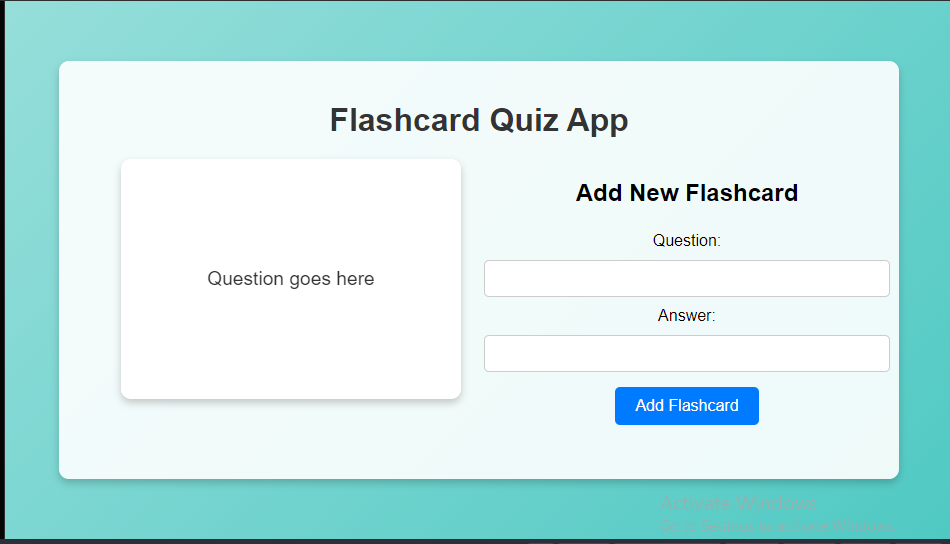 Flashcard Quiz App
Question goes here
Add New Flashcard
Question:
Answer:
Add Flashcard
Activate Windows
Go to Settings to activate Windows.